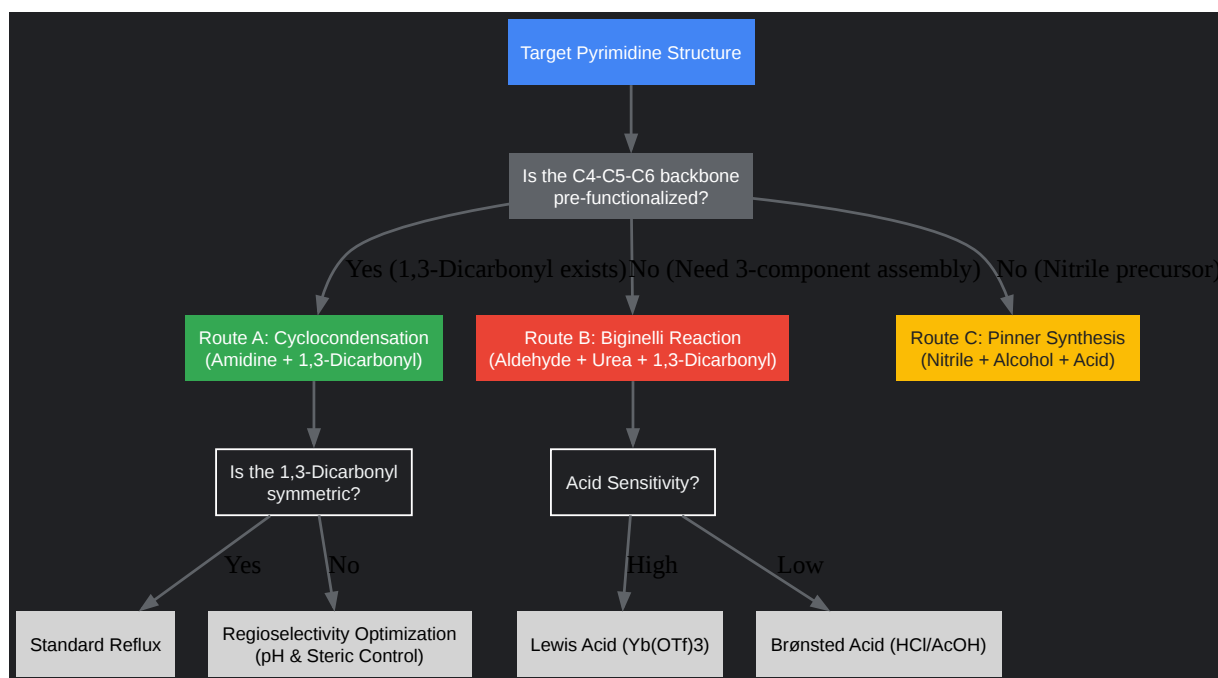 Target Pyrimidine Structure
Is the C4-C5-C6 backbone
pre-functionalized?
Yes (1,3-Dicarbonyl exists)
No (Need 3-component assembly)
No (Nitrile precursor)
Route A: Cyclocondensation
(Amidine + 1,3-Dicarbonyl)
Route B: Biginelli Reaction
(Aldehyde + Urea + 1,3-Dicarbonyl)
Route C: Pinner Synthesis
(Nitrile + Alcohol + Acid)
Is the 1,3-Dicarbonyl
symmetric?
Acid Sensitivity?
Yes
No
High
Low
Standard Reflux
Regioselectivity Optimization
(pH & Steric Control)
Lewis Acid (Yb(OTf)3)
Brønsted Acid (HCl/AcOH)